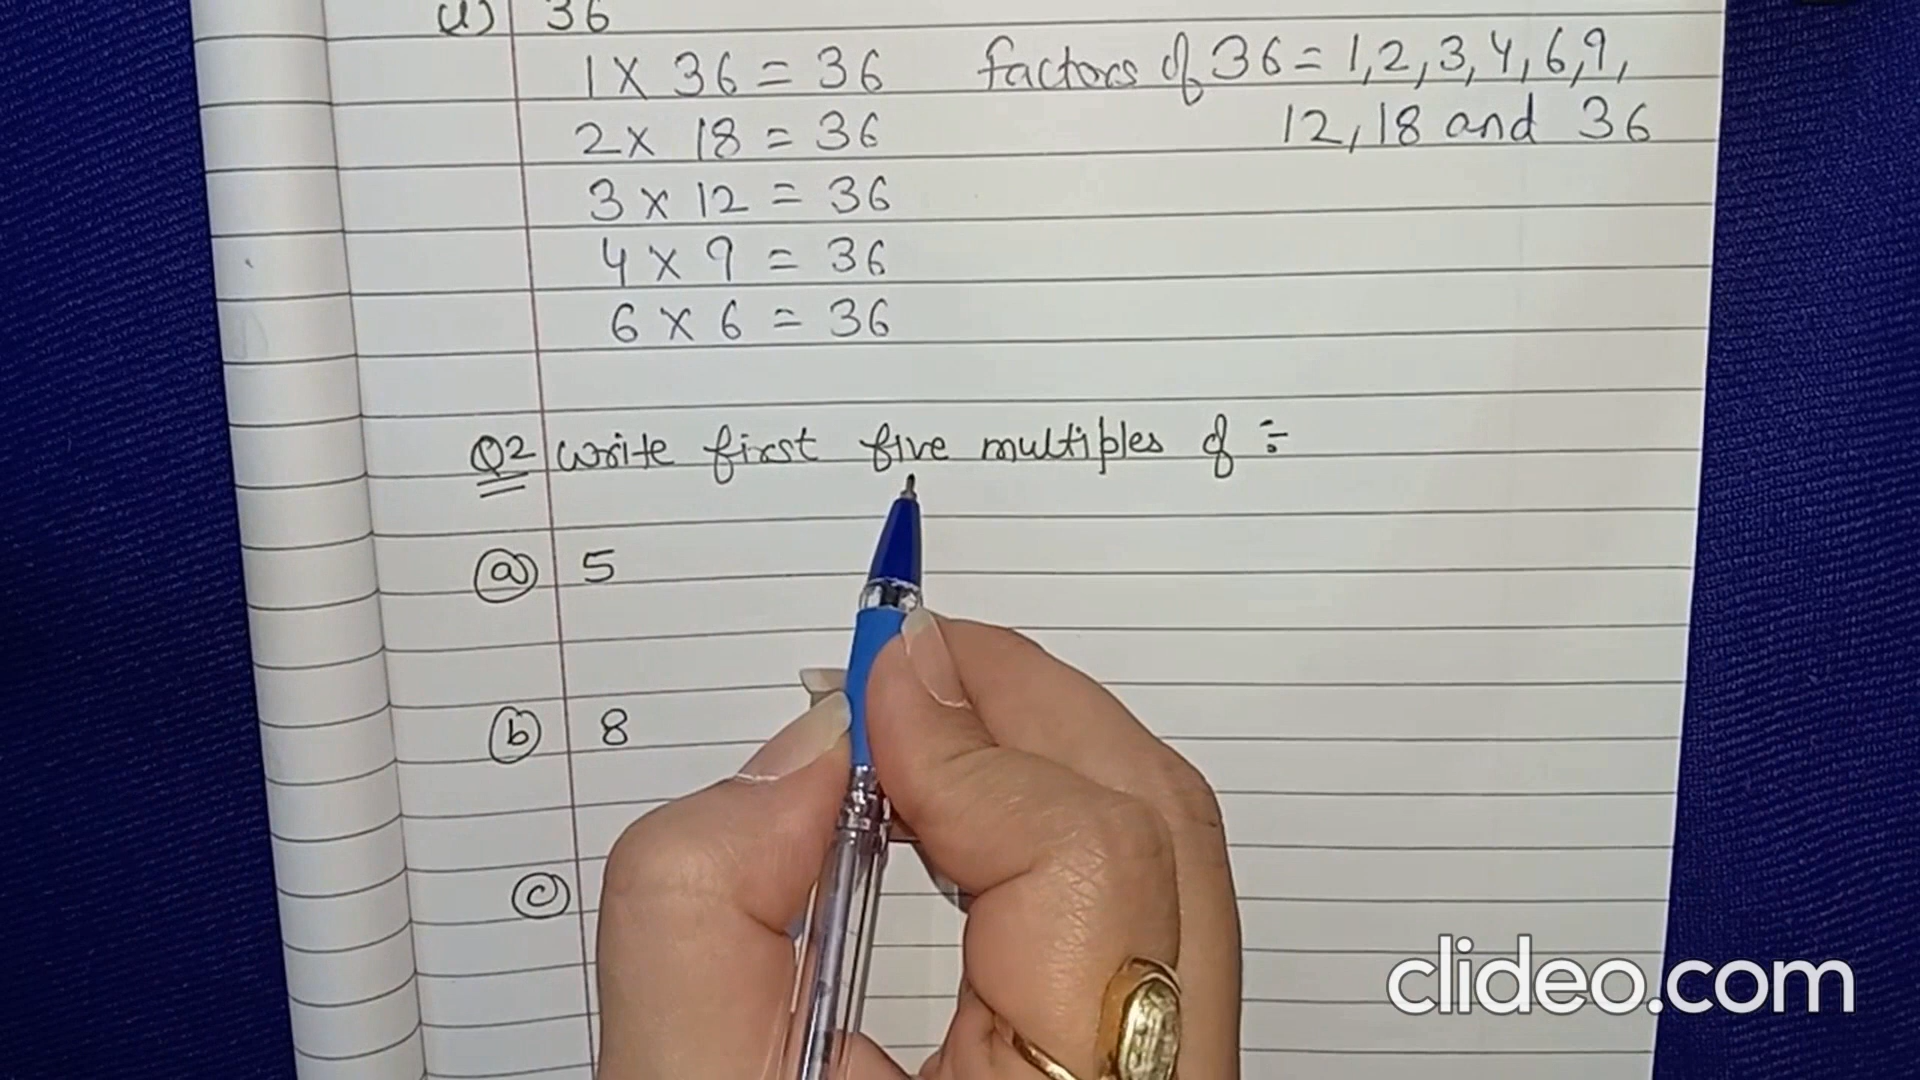 (d) 36
1 X 36 = 36 factors of 36 = 1,2,3,4,6,9,
2 x 18 = 36 12,18 and 36
3 x 12 = 36
4 x 9 = 36
6 x 6 = 36
Q2 write first five multiples of :-
(a) 5
(b) 8
(c)
clideo.com